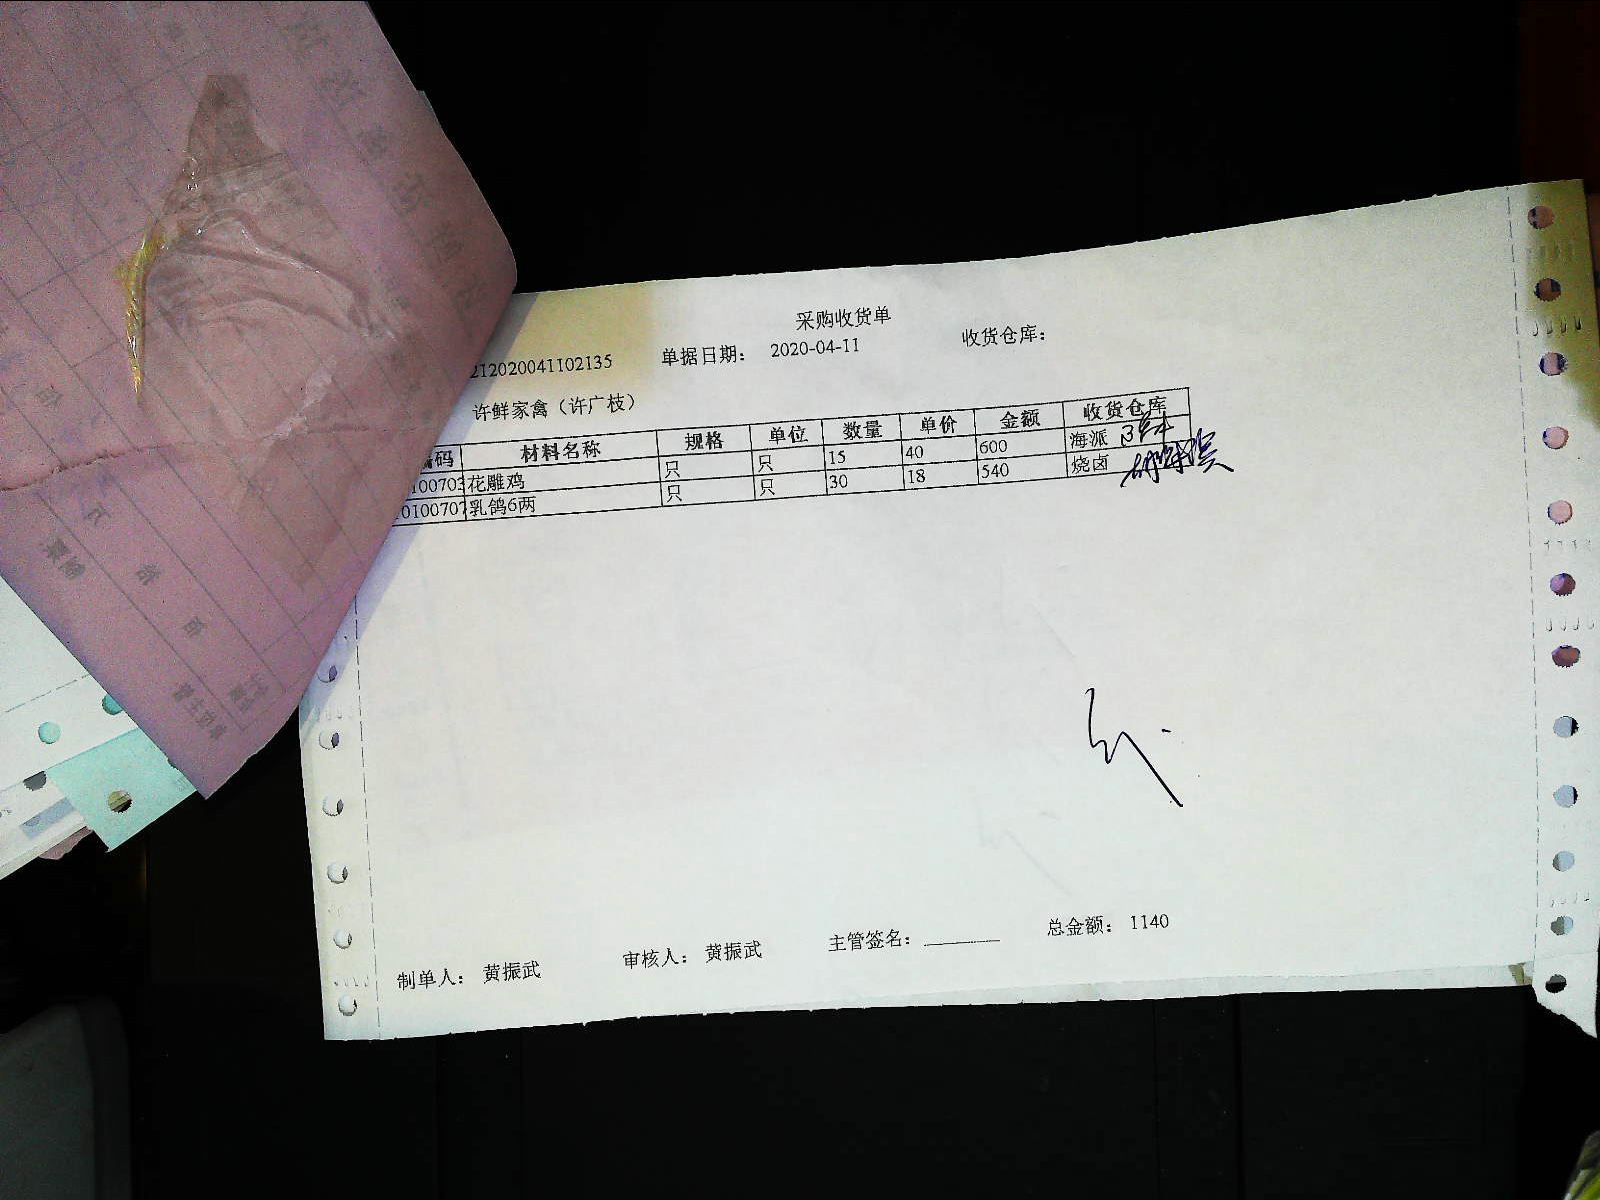 采购收货单
212020041102135 单据日期： 2020-04-11 收货仓库：
许鲜家禽（许广枝）
编码 材料名称 规格 单位 数量 单价 金额 收货仓库
100703 花雕鸡 只 只 15 40 600 海派
0100707 乳鸽6两 只 只 30 18 540 烧卤
制单人： 黄振武 审核人： 黄振武 主管签名： 总金额： 1140